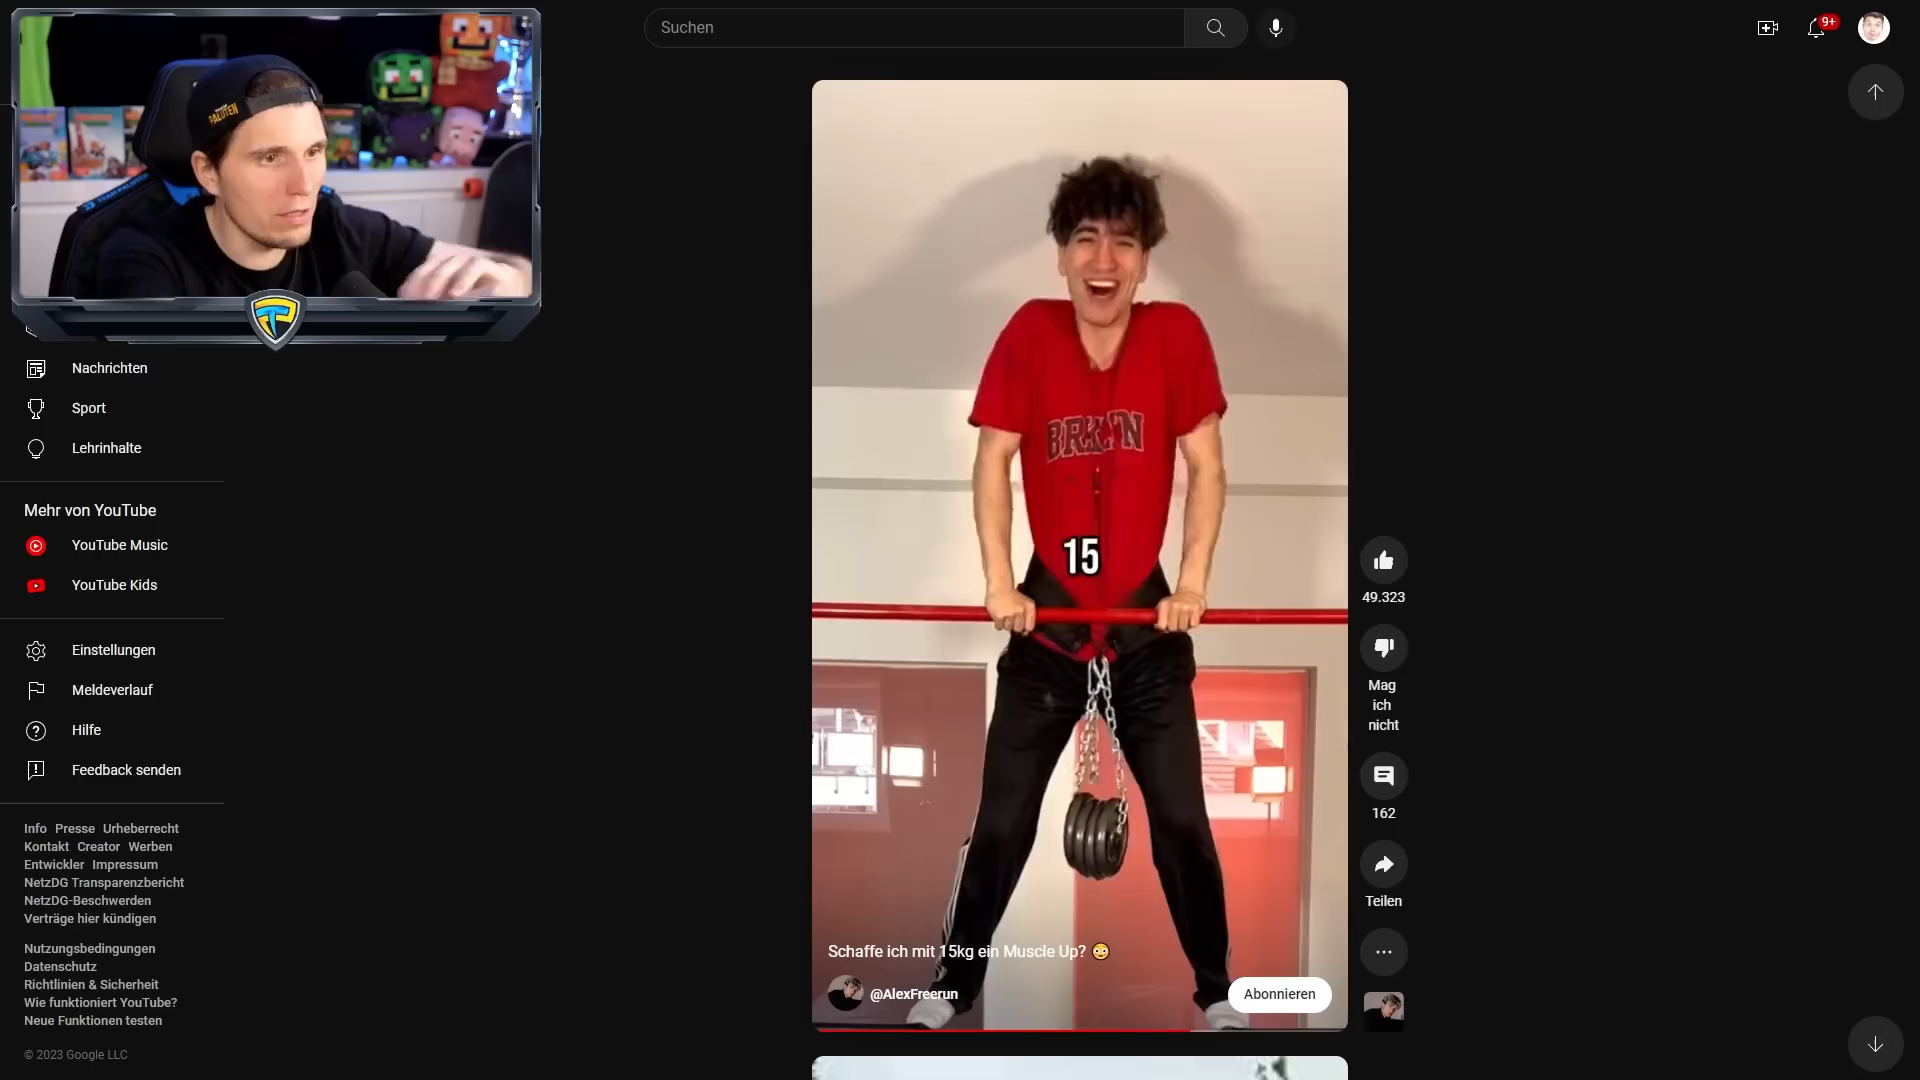 Suchen
9+
PALUTEN
TEAM PALUTEN
Nachrichten
Sport
Lehrinhalte
Mehr von YouTube
YouTube Music
YouTube Kids
Einstellungen
Meldeverlauf
Hilfe
Feedback senden
Info Presse Urheberrecht
Kontakt Creator Werben
Entwickler Impressum
NetzDG Transparenzbericht
NetzDG-Beschwerden
Verträge hier kündigen
Nutzungsbedingungen
Datenschutz
Richtlinien & Sicherheit
Wie funktioniert YouTube?
Neue Funktionen testen
© 2023 Google LLC
15
Schaffe ich mit 15kg ein Muscle Up? 😳
@AlexFreerun
Abonnieren
49.323
Mag
ich
nicht
162
Teilen